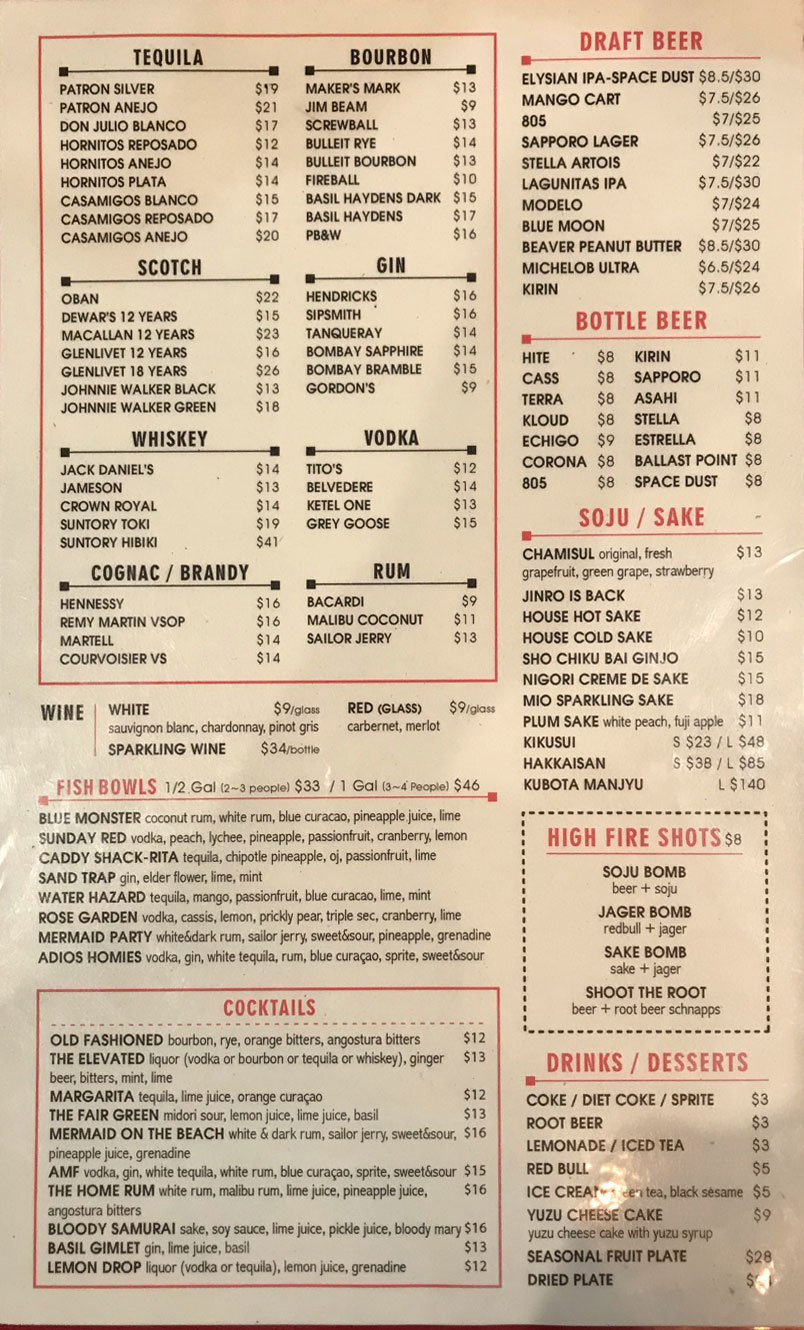 TEQUILA
PATRON SILVER $19
PATRON ANEJO $21
DON JULIO BLANCO $17
HORNITOS REPOSADO $12
HORNITOS ANEJO $14
HORNITOS PLATA $14
CASAMIGOS BLANCO $15
CASAMIGOS REPOSADO $17
CASAMIGOS ANEJO $20
SCOTCH
OBAN $22
DEWAR'S 12 YEARS $15
MACALLAN 12 YEARS $23
GLENLIVET 12 YEARS $16
GLENLIVET 18 YEARS $26
JOHNNIE WALKER BLACK $13
JOHNNIE WALKER GREEN $18
WHISKEY
JACK DANIEL'S $14
JAMESON $13
CROWN ROYAL $14
SUNTORY TOKI $19
SUNTORY HIBIKI $41
COGNAC / BRANDY
HENNESSY $16
REMY MARTIN VSOP $16
MARTELL $14
COURVOISIER VS $14
BOURBON
MAKER'S MARK $13
JIM BEAM $9
SCREWBALL $13
BULLEIT RYE $14
BULLEIT BOURBON $13
FIREBALL $10
BASIL HAYDENS DARK $15
BASIL HAYDENS $17
PB&W $16
GIN
HENDRICKS $16
SIPSMITH $16
TANQUERAY $14
BOMBAY SAPPHIRE $14
BOMBAY BRAMBLE $15
GORDON'S $9
VODKA
TITO'S $12
BELVEDERE $14
KETEL ONE $13
GREY GOOSE $15
RUM
BACARDI $9
MALIBU COCONUT $11
SAILOR JERRY $13
WINE
WHITE $9/glass
sauvignon blanc, chardonnay, pinot gris
SPARKLING WINE $34/bottle
RED (GLASS) $9/glass
carbernet, merlot
FISH BOWLS 1/2 Gal (2~3 people) $33 / 1 Gal (3~4 People) $46
BLUE MONSTER coconut rum, white rum, blue curacao, pineapple juice, lime
SUNDAY RED vodka, peach, lychee, pineapple, passionfruit, cranberry, lemon
CADDY SHACK-RITA tequila, chipotle pineapple, oj, passionfruit, lime
SAND TRAP gin, elder flower, lime, mint
WATER HAZARD tequila, mango, passionfruit, blue curacao, lime, mint
ROSE GARDEN vodka, cassis, lemon, prickly pear, triple sec, cranberry, lime
MERMAID PARTY white&dark rum, sailor jerry, sweet&sour, pineapple, grenadine
ADIOS HOMIES vodka, gin, white tequila, rum, blue curaçao, sprite, sweet&sour
COCKTAILS
OLD FASHIONED bourbon, rye, orange bitters, angostura bitters $12
THE ELEVATED liquor (vodka or bourbon or tequila or whiskey), ginger $13
beer, bitters, mint, lime
MARGARITA tequila, lime juice, orange curaçao $12
THE FAIR GREEN midori sour, lemon juice, lime juice, basil $13
MERMAID ON THE BEACH white & dark rum, sailor jerry, sweet&sour, $16
pineapple juice, grenadine
AMF vodka, gin, white tequila, white rum, blue curaçao, sprite, sweet&sour $15
THE HOME RUM white rum, malibu rum, lime juice, pineapple juice, $16
angostura bitters
BLOODY SAMURAI sake, soy sauce, lime juice, pickle juice, bloody mary $16
BASIL GIMLET gin, lime juice, basil $13
LEMON DROP liquor (vodka or tequila), lemon juice, grenadine $12
DRAFT BEER
ELYSIAN IPA-SPACE DUST $8.5/$30
MANGO CART $7.5/$26
805 $7/$25
SAPPORO LAGER $7.5/$26
STELLA ARTOIS $7/$22
LAGUNITAS IPA $7.5/$30
MODELO $7/$24
BLUE MOON $7/$25
BEAVER PEANUT BUTTER $8.5/$30
MICHELOB ULTRA $6.5/$24
KIRIN $7.5/$26
BOTTLE BEER
HITE $8 KIRIN $11
CASS $8 SAPPORO $11
TERRA $8 ASAHI $11
KLOUD $8 STELLA $8
ECHIGO $9 ESTRELLA $8
CORONA $8 BALLAST POINT $8
805 $8 SPACE DUST $8
SOJU / SAKE
CHAMISUL original, fresh $13
grapefruit, green grape, strawberry
JINRO IS BACK $13
HOUSE HOT SAKE $12
HOUSE COLD SAKE $10
SHO CHIKU BAI GINJO $15
NIGORI CREME DE SAKE $15
MIO SPARKLING SAKE $18
PLUM SAKE white peach, fuji apple $11
KIKUSUI S $23 / L $48
HAKKAISAN S $38 / L $85
KUBOTA MANJYU L $140
HIGH FIRE SHOTS $8
SOJU BOMB
beer + soju
JAGER BOMB
redbull + jager
SAKE BOMB
sake + jager
SHOOT THE ROOT
beer + root beer schnapps
DRINKS / DESSERTS
COKE / DIET COKE / SPRITE $3
ROOT BEER $3
LEMONADE / ICED TEA $3
RED BULL $5
ICE tea, black sesame $5
YUZU CHEESE CAKE $9
yuzu cheese cake with yuzu syrup
SEASONAL FRUIT PLATE $28
DRIED PLATE